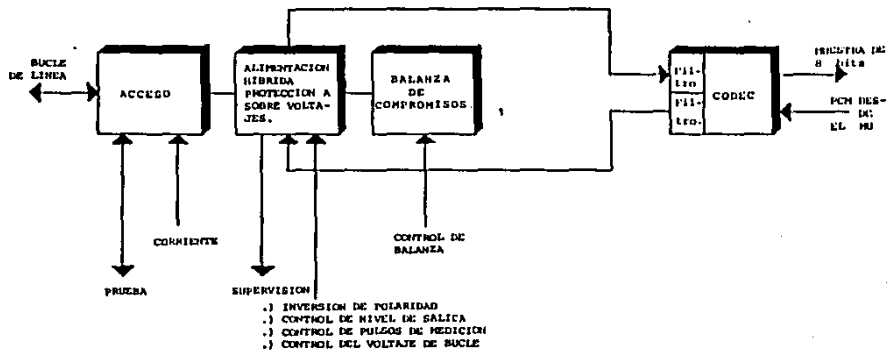 BUCLE
DE LINEA
ACCESO
ALIMENTACION
HIBRIDA
PROTECCION A
SOBRE VOLTA-
JES.
BALANZA
DE
COMPROMISOS.
Fil-
tro
Fil-
tro.
CODEC
MUESTRA DE
8 bits
PCM DES-
DE
EL MU
CORRIENTE
CONTROL DE
BALANZA
PRUEBA
SUPERVISION
.) INVERSION DE POLARIDAD
.) CONTROL DE NIVEL DE SALICA
.) CONTROL DE PULSOS DE MEDICION
.) CONTROL DEL VOLTAJE DE BUCLE